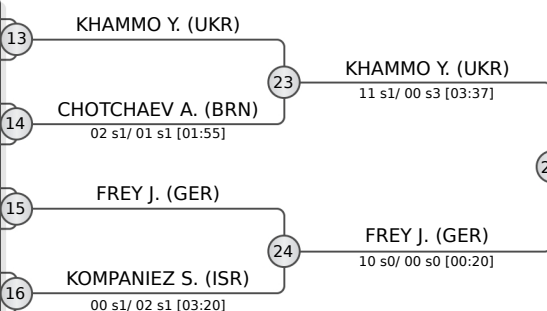 KHAMMO Y. (UKR)
13
23
KHAMMO Y. (UKR)
11 s1/ 00 s3 [03:37]
CHOTCHAEV A. (BRN)
14
02 s1/ 01 s1 [01:55]
FREY J. (GER)
15
24
FREY J. (GER)
10 s0/ 00 s0 [00:20]
KOMPANIEZ S. (ISR)
16
00 s1/ 02 s1 [03:20]